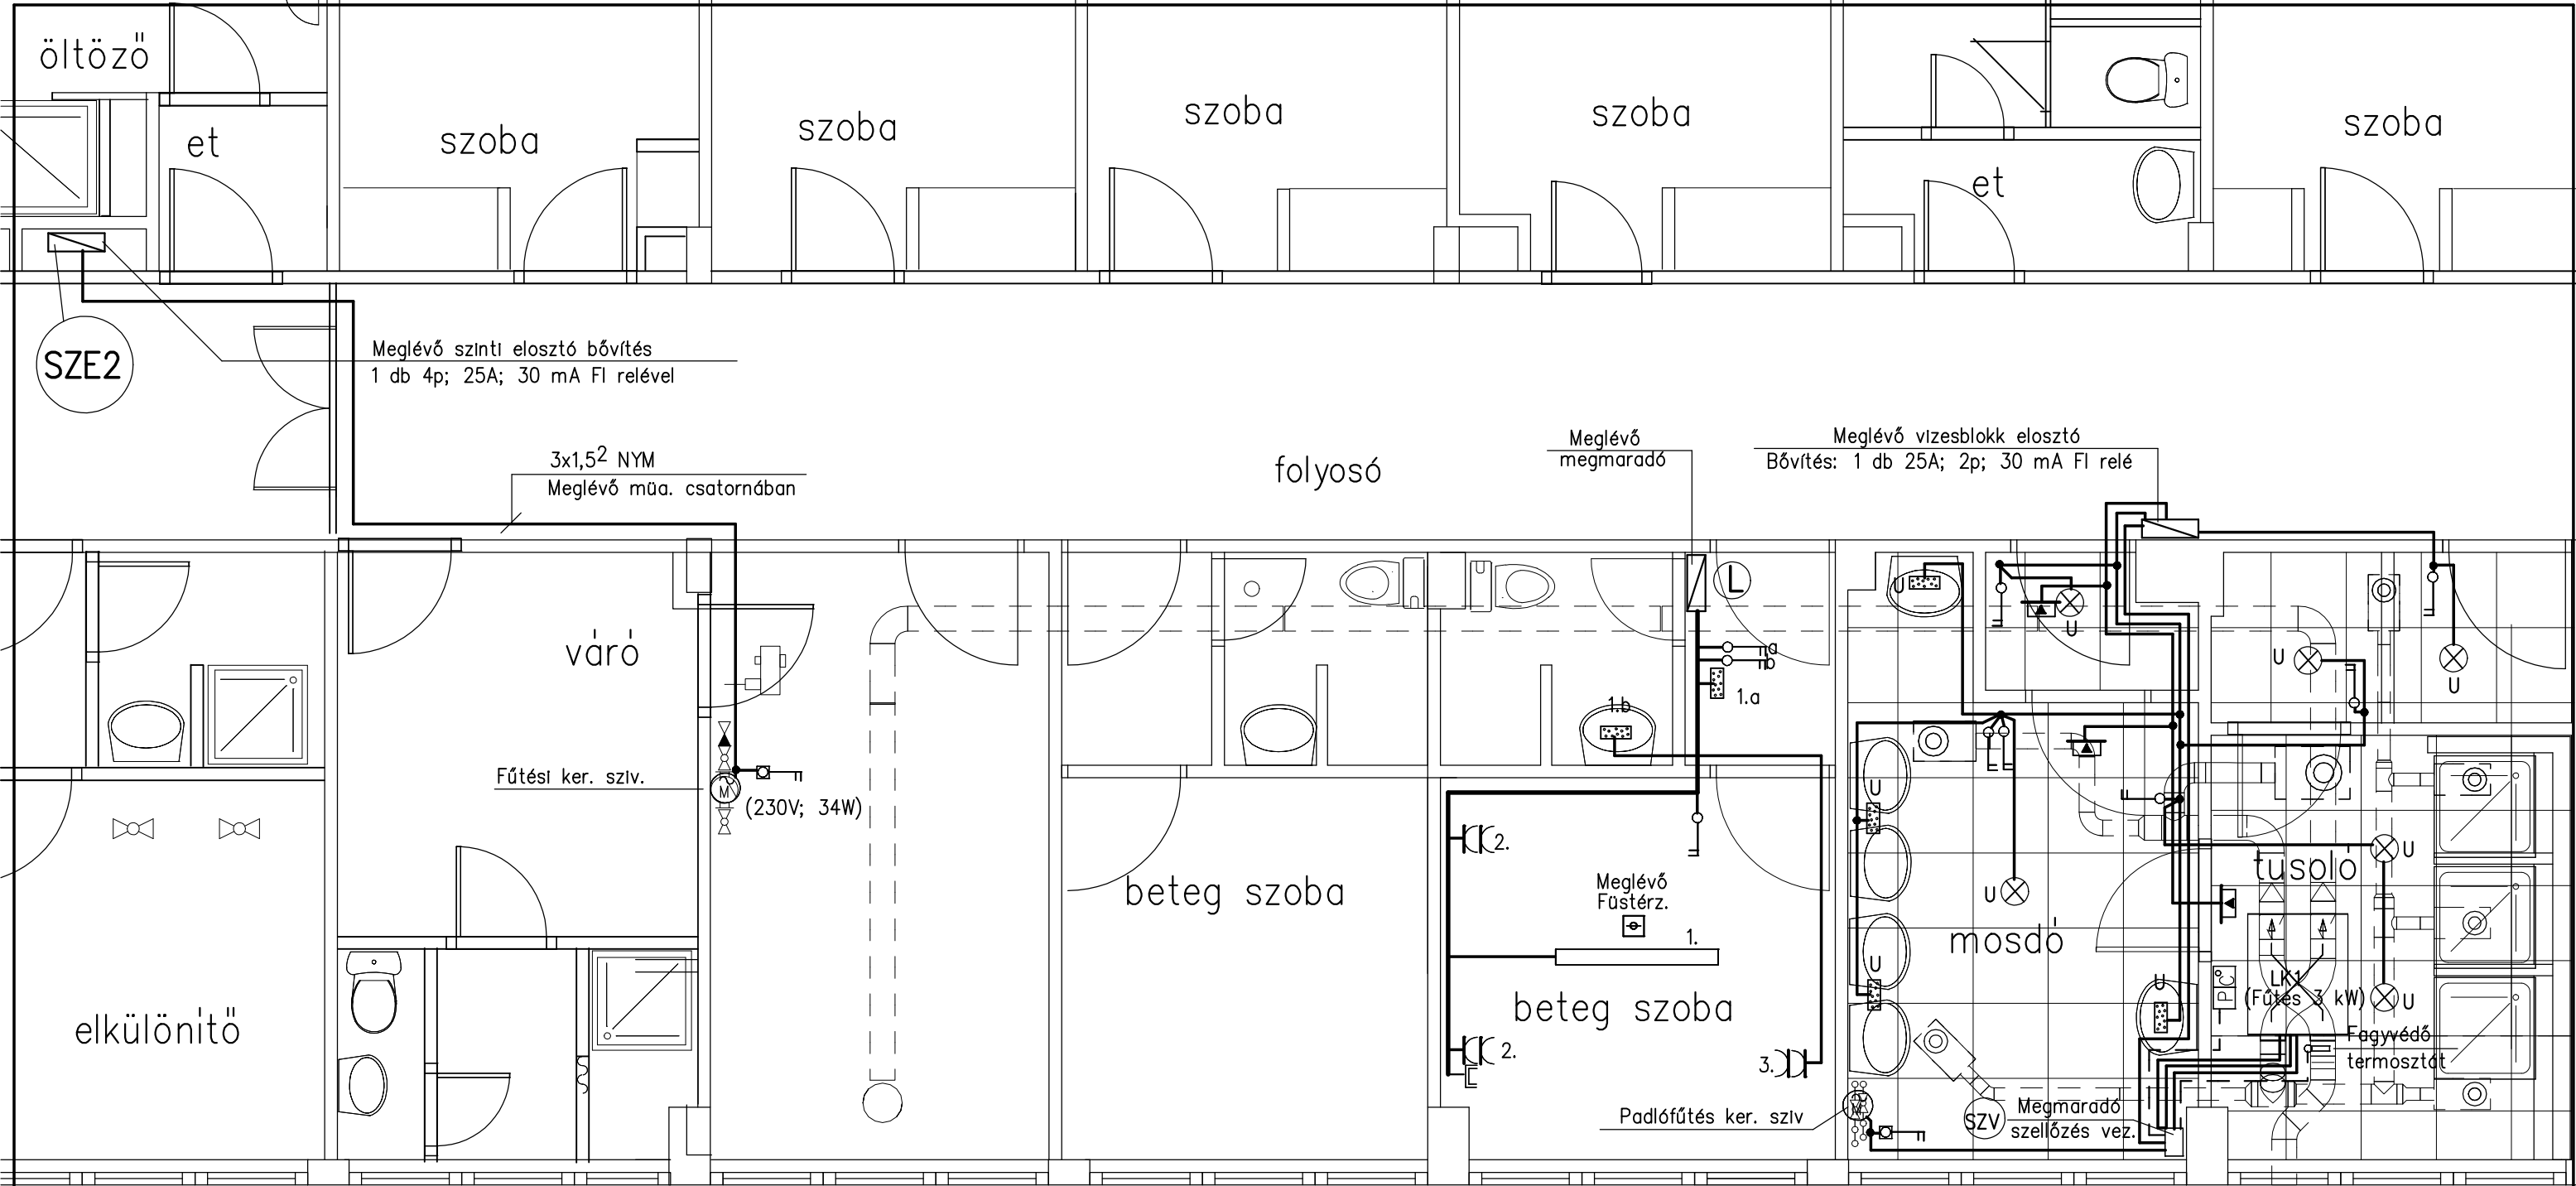 öltöző
et
szoba
szoba
szoba
szoba
et
szoba
SZE2
Meglévő szinti elosztó bővítés
1 db 4p; 25A; 30 mA FI relével
3x1,5² NYM
Meglévő műa. csatornában
folyosó
Meglévő
megmaradó
Meglévő vizesblokk elosztó
Bővítés: 1 db 25A; 2p; 30 mA FI relé
L
a
b
1.a
1.b
U
U
U
U
váró
Fűtési ker. sziv.
M
(230V; 34W)
2.
U
U
U
tusoló
beteg szoba
Meglévő
Füstérz.
1.
mosdó
elkülönítő
beteg szoba
2.
3.
U
U
U
PC°
LK1
(Fűtés 3 kW)
Fagyvédő
termosztát
Padlófűtés ker. sziv
SZV
Megmaradó
szellőzés vez.